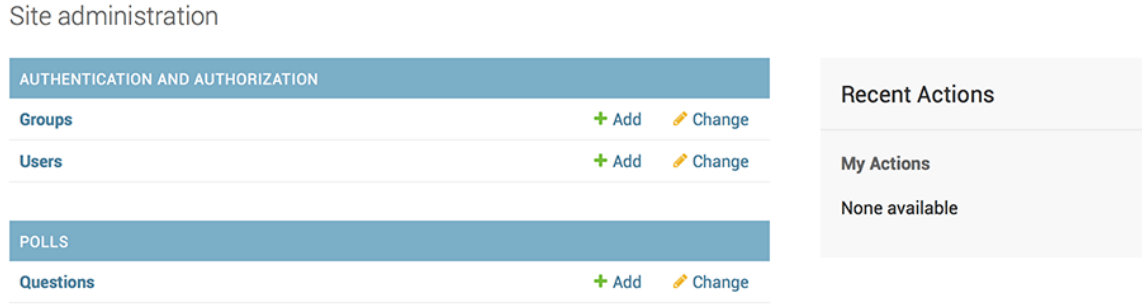 Site administration
AUTHENTICATION AND AUTHORIZATION
Groups Add Change
Users Add Change
POLLS
Questions Add Change
Recent Actions
My Actions
None available